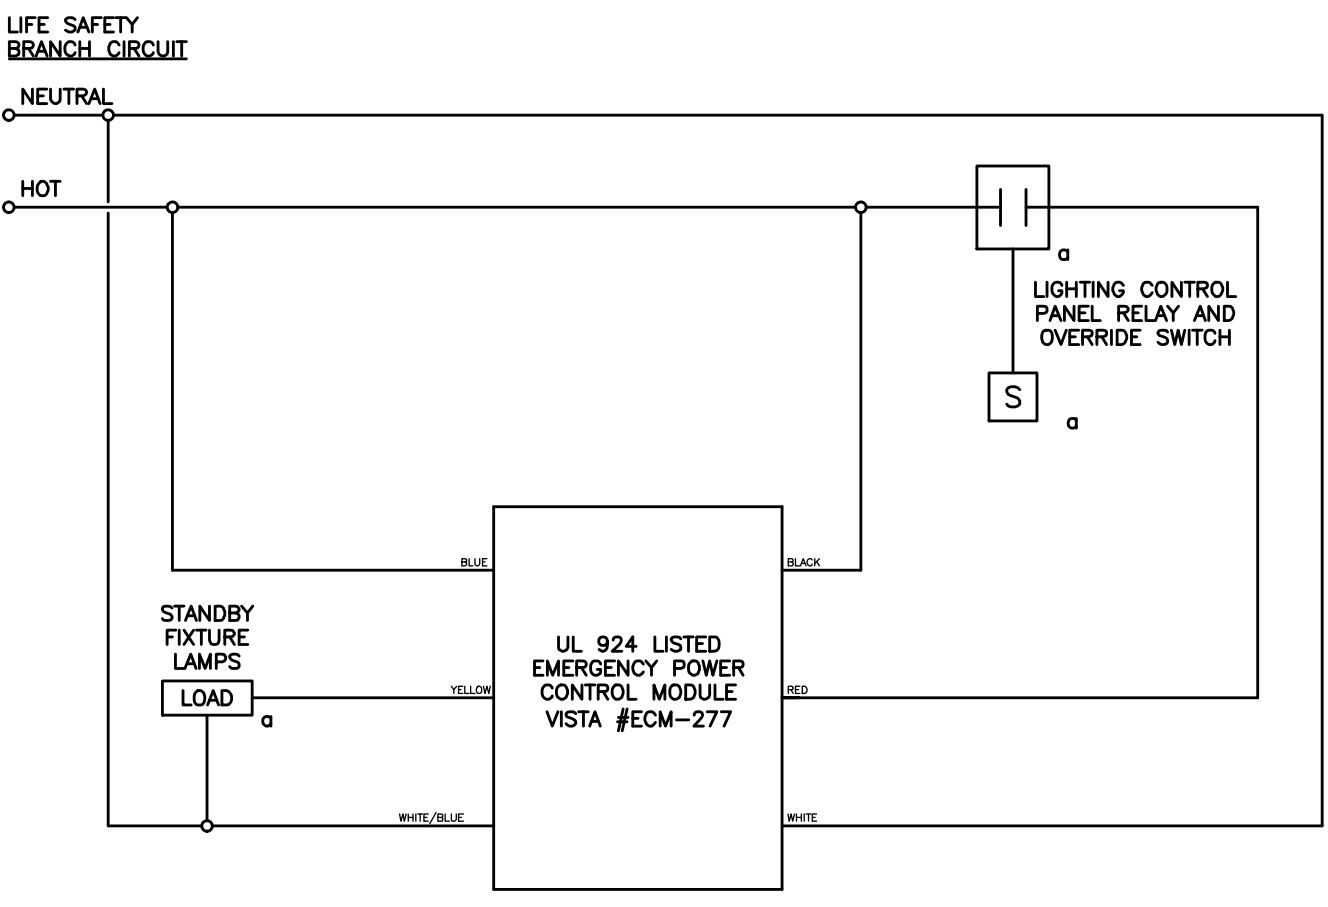 LIFE SAFETY
BRANCH CIRCUIT
NEUTRAL
HOT
a
LIGHTING CONTROL
PANEL RELAY AND
OVERRIDE SWITCH
S
a
BLUE
BLACK
STANDBY
FIXTURE
LAMPS
LOAD
a
YELLOW
UL 924 LISTED
EMERGENCY POWER
CONTROL MODULE
VISTA #ECM-277
RED
WHITE/BLUE
WHITE